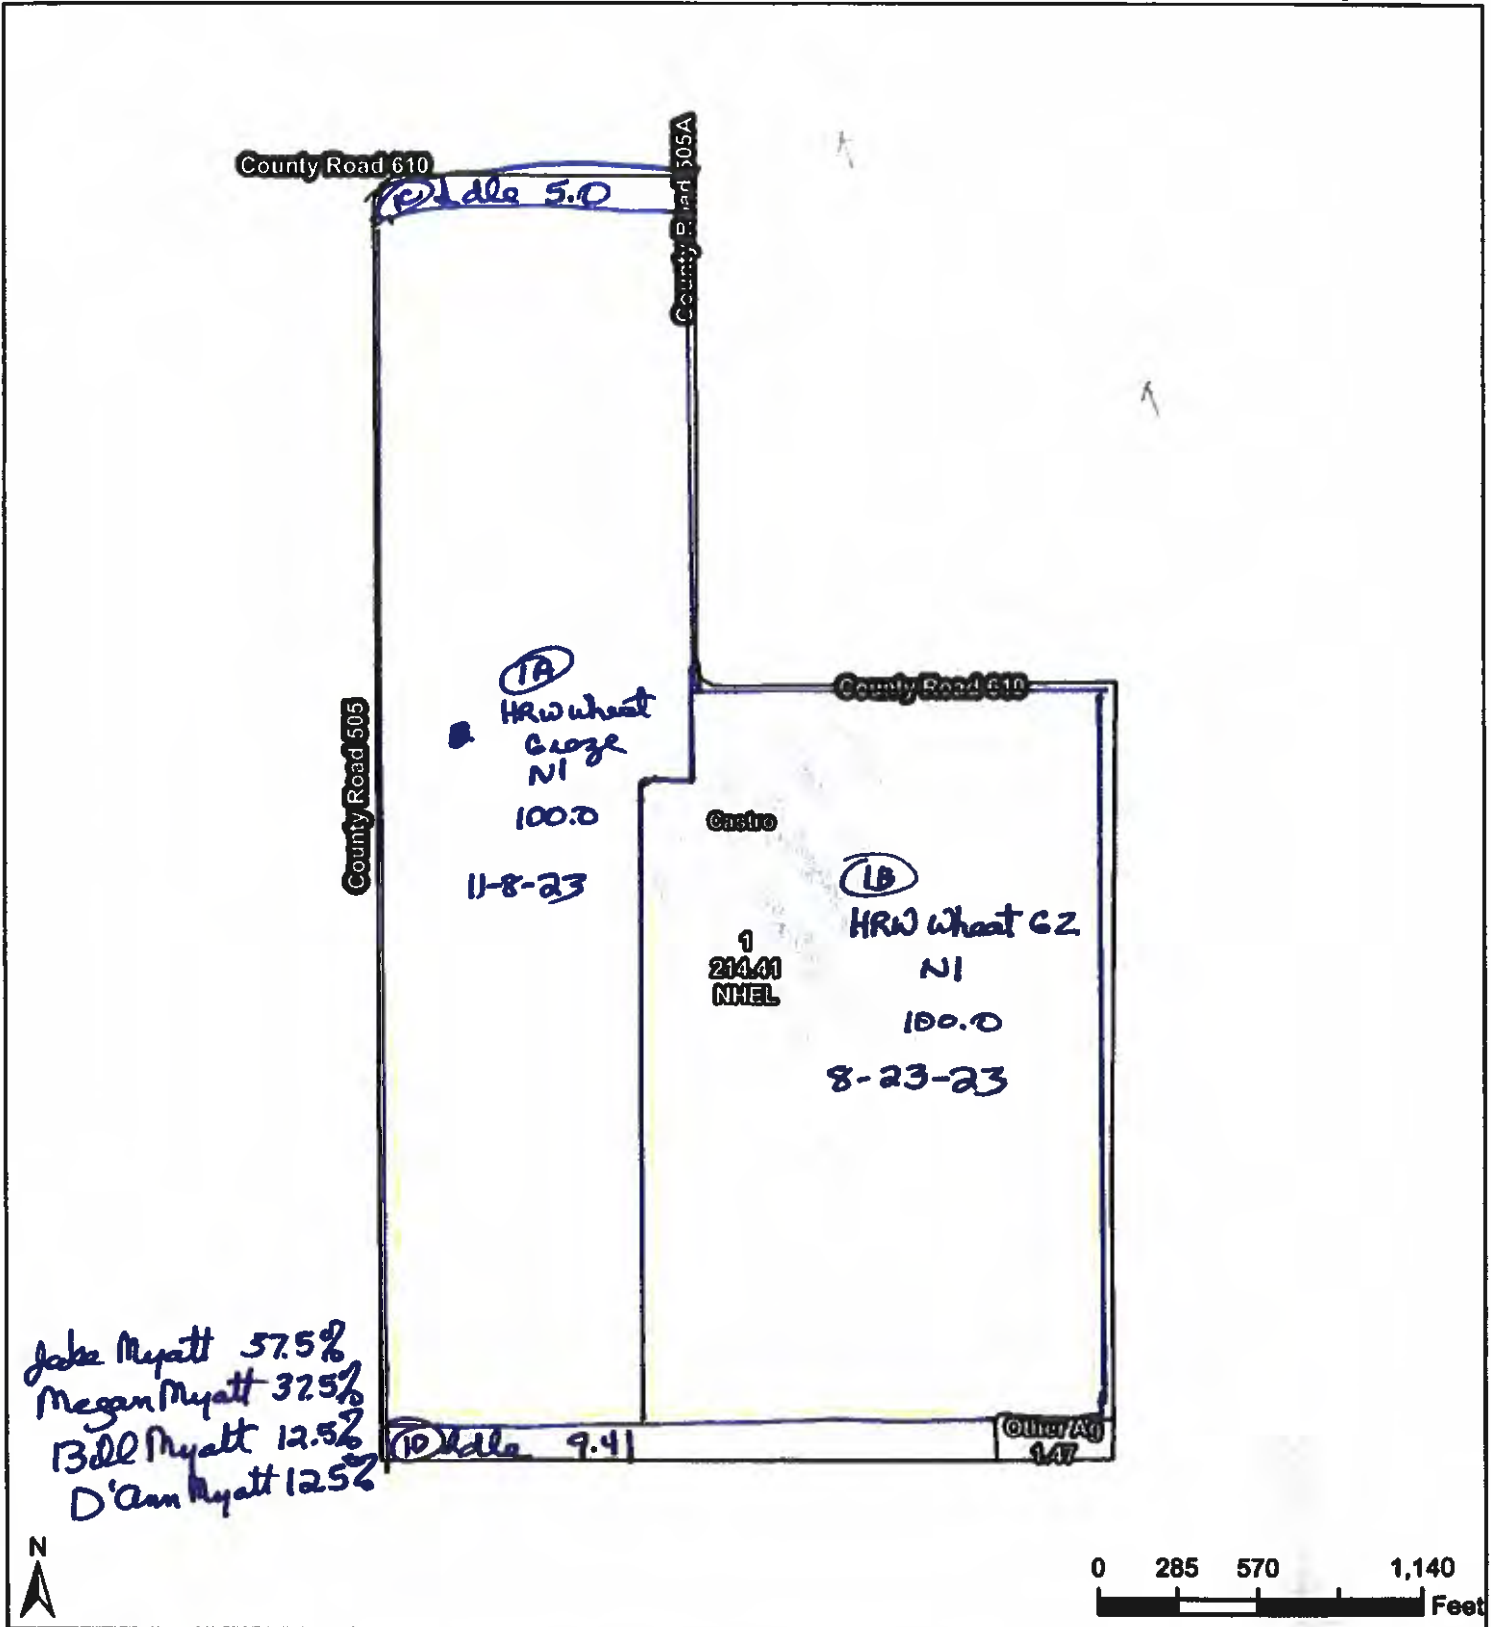 County Road 610
County Road 505A
1C Idle 5.0
1A
HRW wheat
Graze
NI
100.0
11-8-23
County Road 505
County Road 610
Castro
1
214.41
NHEL
1B
HRW wheat GZ
NI
100.0
8-23-23
Jake Myatt 37.5%
Megan Myatt 37.5%
Bill Myatt 12.5%
D'Ann Myatt 12.5%
1D Idle 9.41
Other Ag
1.47
N
0 285 570 1,140
Feet